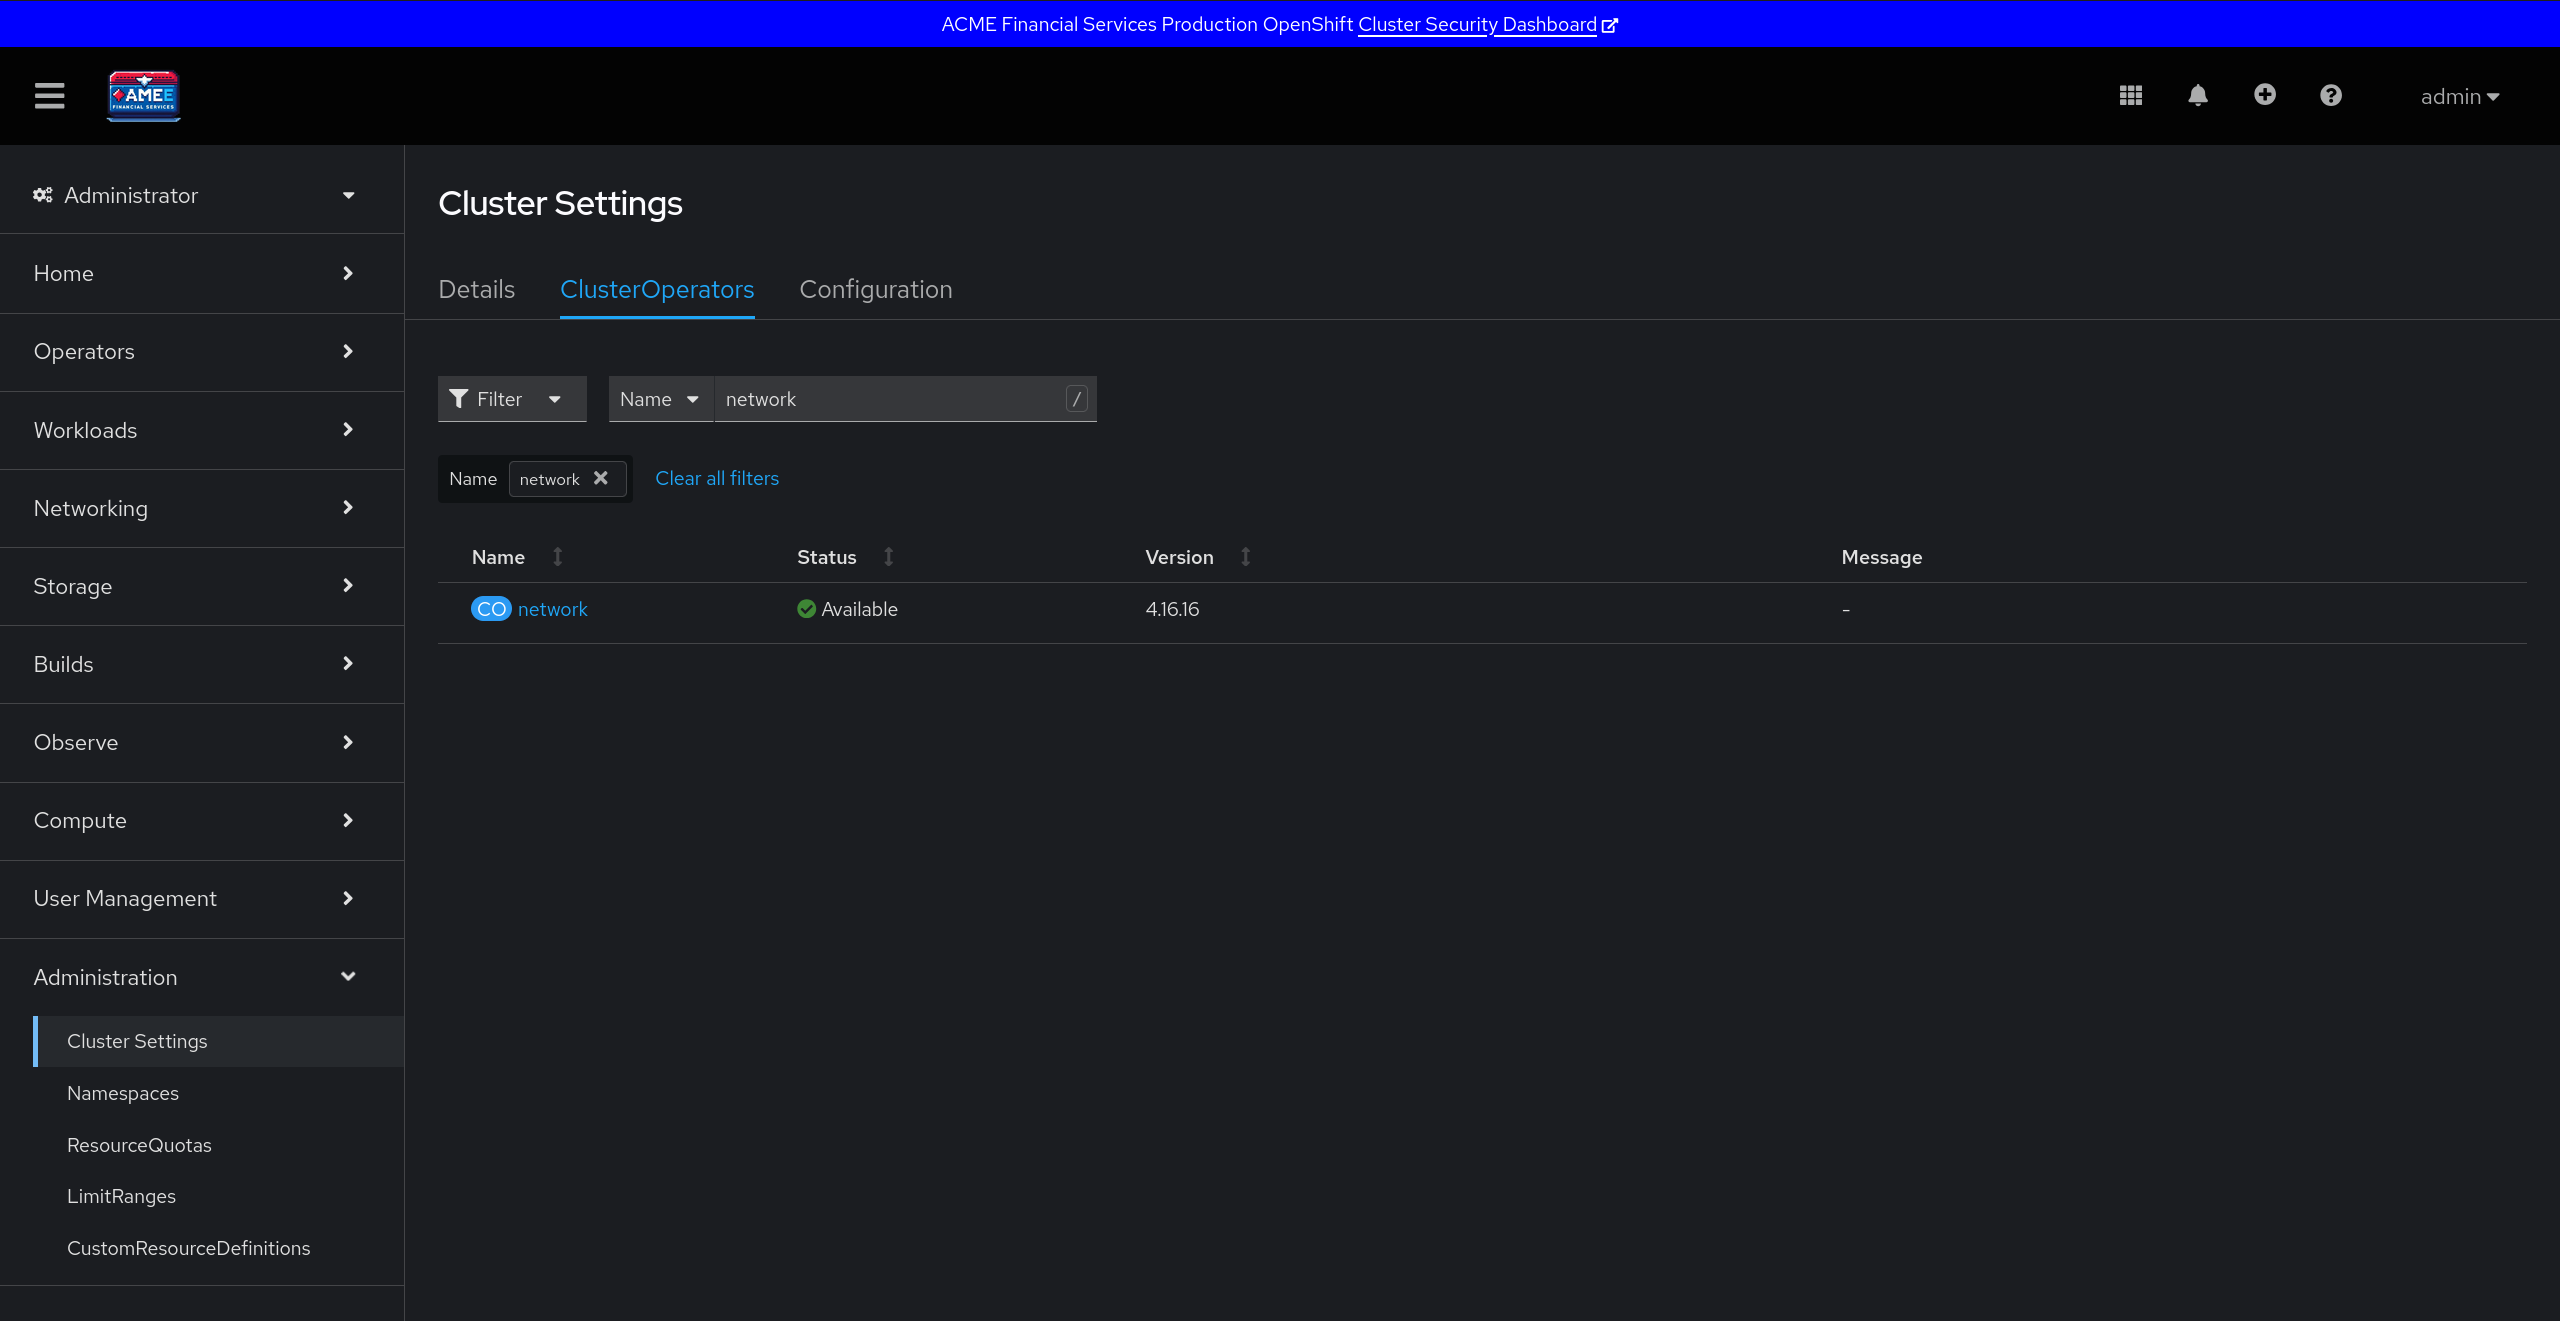 ACME Financial Services Production OpenShift Cluster Security Dashboard
AMEE
FINANCIAL SERVICES
admin
Administrator
Home
Operators
Workloads
Networking
Storage
Builds
Observe
Compute
User Management
Administration
Cluster Settings
Namespaces
ResourceQuotas
LimitRanges
CustomResourceDefinitions
Cluster Settings
Details ClusterOperators Configuration
Filter Name network /
Name network Clear all filters
Name Status Version Message
CO network Available 4.16.16 -